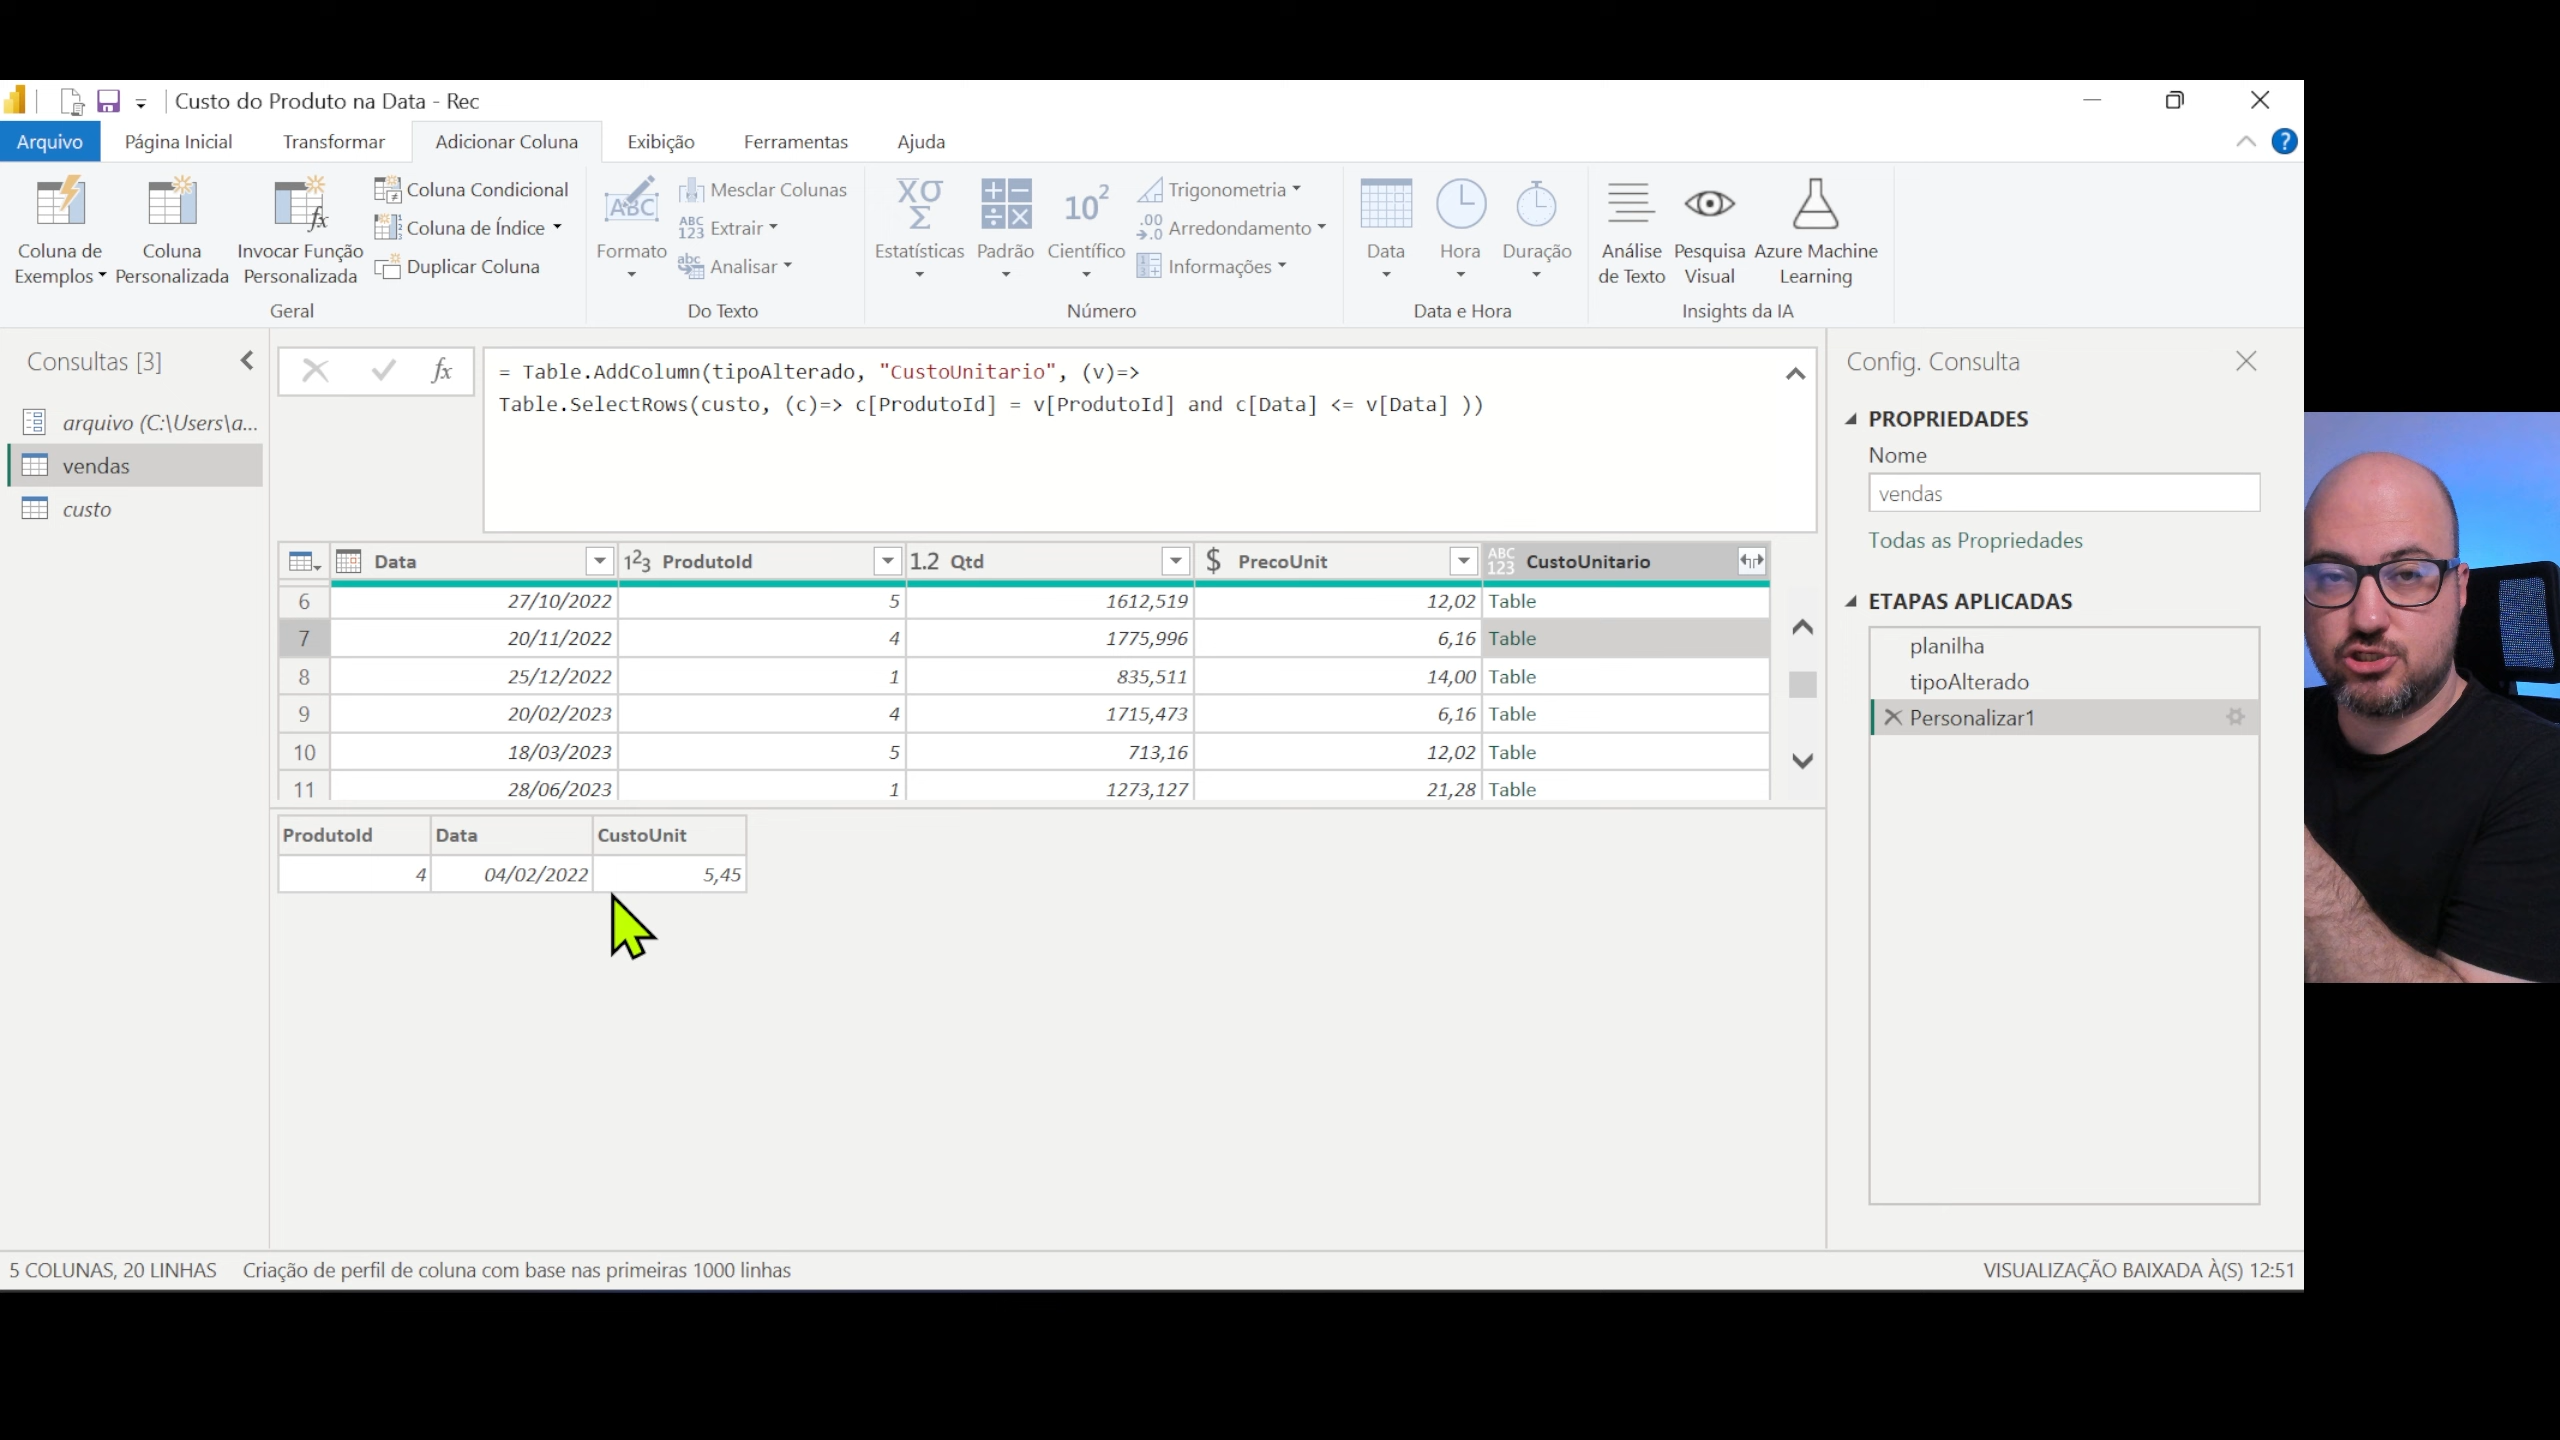 Custo do Produto na Data - Rec
Arquivo
Página Inicial
Transformar
Adicionar Coluna
Exibição
Ferramentas
Ajuda
?
Coluna de Exemplos
Coluna Personalizada
Invocar Função Personalizada
Coluna Condicional
Coluna de Índice
Duplicar Coluna
Geral
Formato
Mesclar Colunas
Extrair
Analisar
Do Texto
Estatísticas
Padrão
Científico
Trigonometria
Arredondamento
Informações
Número
Data
Hora
Duração
Data e Hora
Análise de Texto
Pesquisa Visual
Azure Machine Learning
Insights da IA
Consultas [3]
arquivo (C:\Users\a...
vendas
custo
fx
= Table.AddColumn(tipoAlterado, "CustoUnitario", (v)=>
Table.SelectRows(custo, (c)=> c[ProdutoId] = v[ProdutoId] and c[Data] <= v[Data] ))
Data ProdutoId 1.2 Qtd $ PrecoUnit ABC 123 CustoUnitario
6 27/10/2022 5 1612,519 12,02 Table
7 20/11/2022 4 1775,996 6,16 Table
8 25/12/2022 1 835,511 14,00 Table
9 20/02/2023 4 1715,473 6,16 Table
10 18/03/2023 5 713,16 12,02 Table
11 28/06/2023 1 1273,127 21,28 Table
ProdutoId Data CustoUnit
4 04/02/2022 5,45
Config. Consulta
PROPRIEDADES
Nome
vendas
Todas as Propriedades
ETAPAS APLICADAS
planilha
tipoAlterado
Personalizar1
5 COLUNAS, 20 LINHAS Criação de perfil de coluna com base nas primeiras 1000 linhas
VISUALIZAÇÃO BAIXADA À(S) 12:51